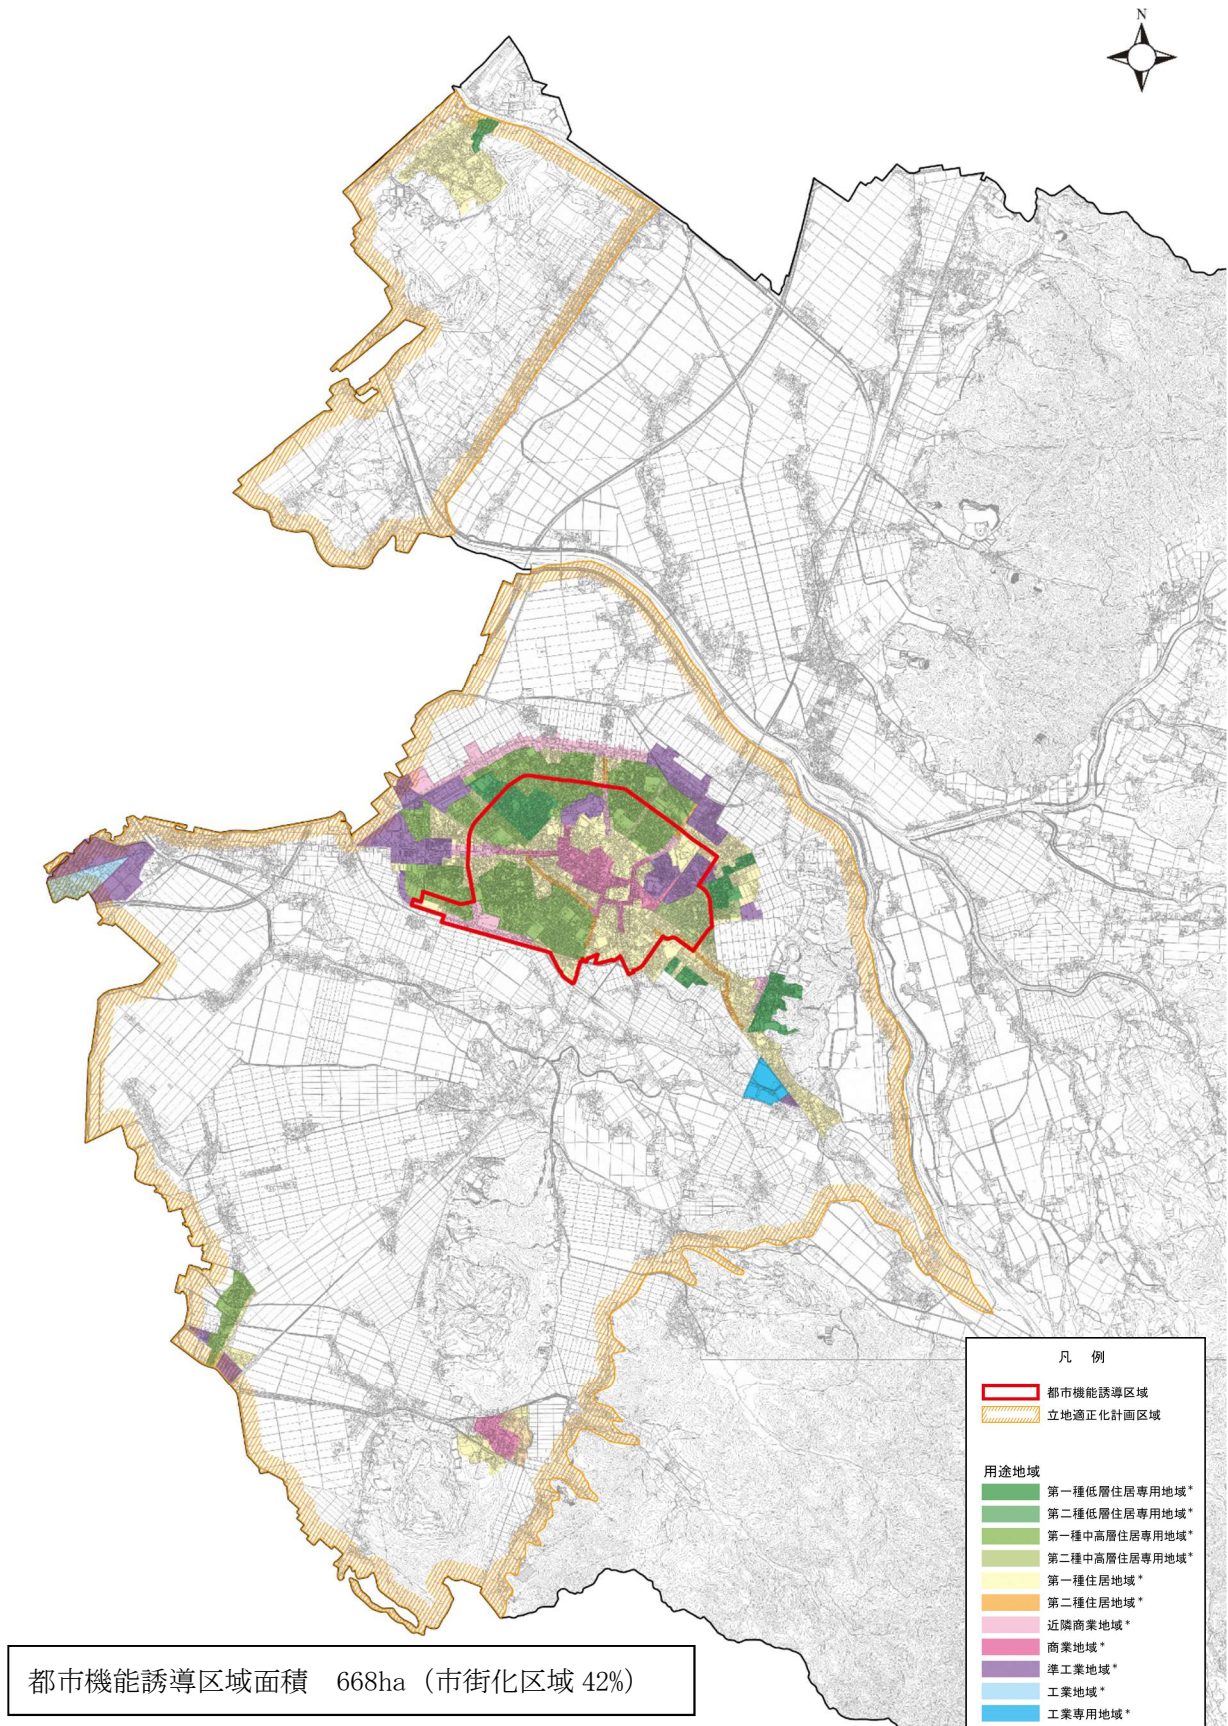 N
凡 例
都市機能誘導区域
立地適正化計画区域
用途地域
第一種低層住居専用地域*
第二種低層住居専用地域*
第一種中高層住居専用地域*
第二種中高層住居専用地域*
第一種住居地域*
第二種住居地域*
近隣商業地域*
商業地域*
準工業地域*
工業地域*
工業専用地域*
都市機能誘導区域面積 668ha（市街化区域 42%）